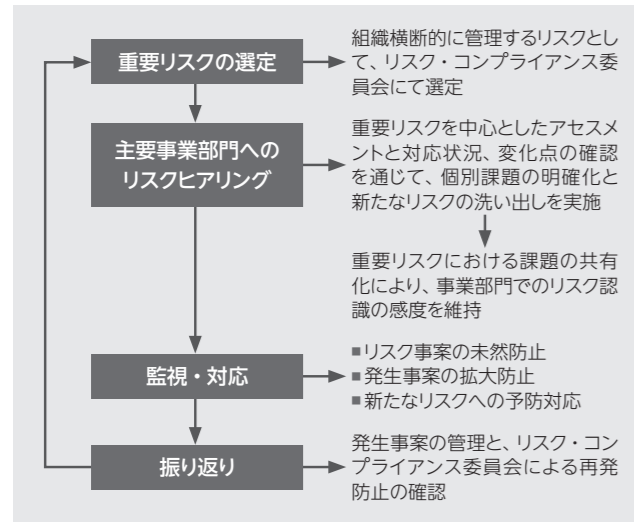 重要リスクの選定
組織横断的に管理するリスクとし
て、リスク・コンプライアンス委
員会にて選定
主要事業部門への
リスクヒアリング
重要リスクを中心としたアセスメ
ントと対応状況、変化点の確認
を通じて、個別課題の明確化と
新たなリスクの洗い出しを実施
重要リスクにおける課題の共有
化により、事業部門でのリスク認
識の感度を維持
監視・対応
■リスク事案の未然防止
■発生事案の拡大防止
■新たなリスクへの予防対応
振り返り
発生事案の管理と、リスク・コン
プライアンス委員会による再発
防止の確認